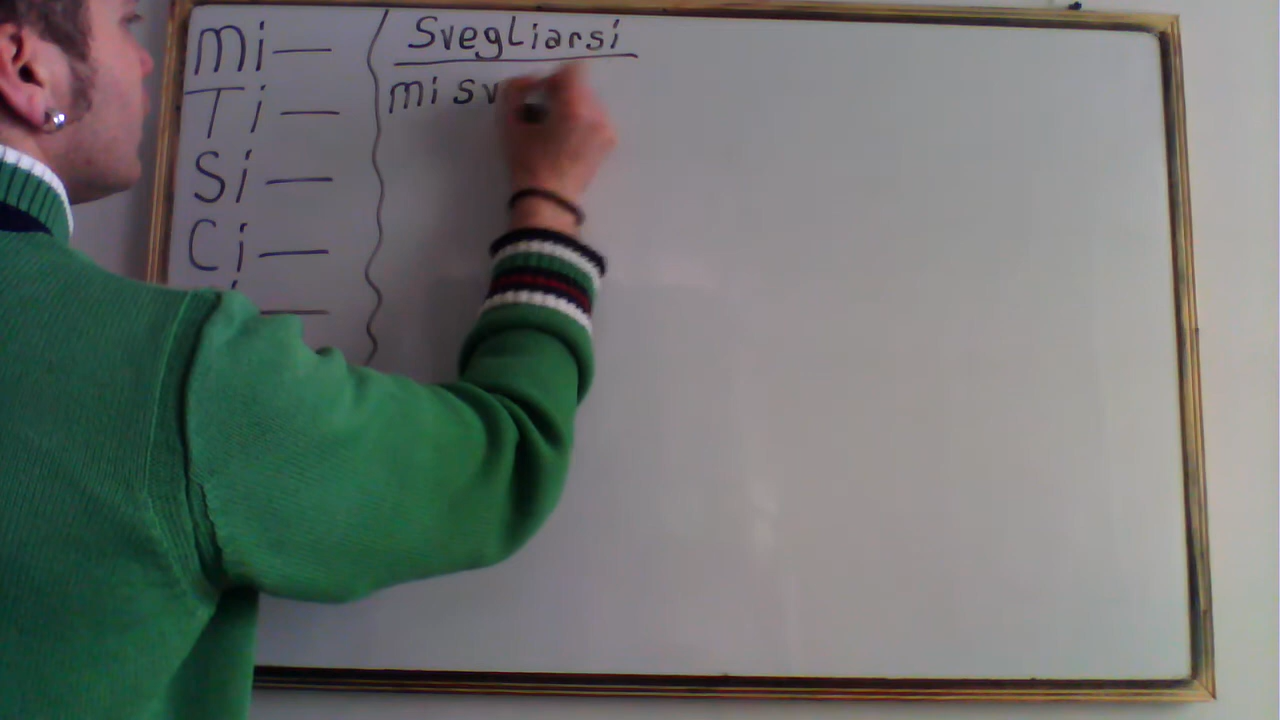 Mi —
Ti —
Si —
Ci —
Svegliarsi
mi sv